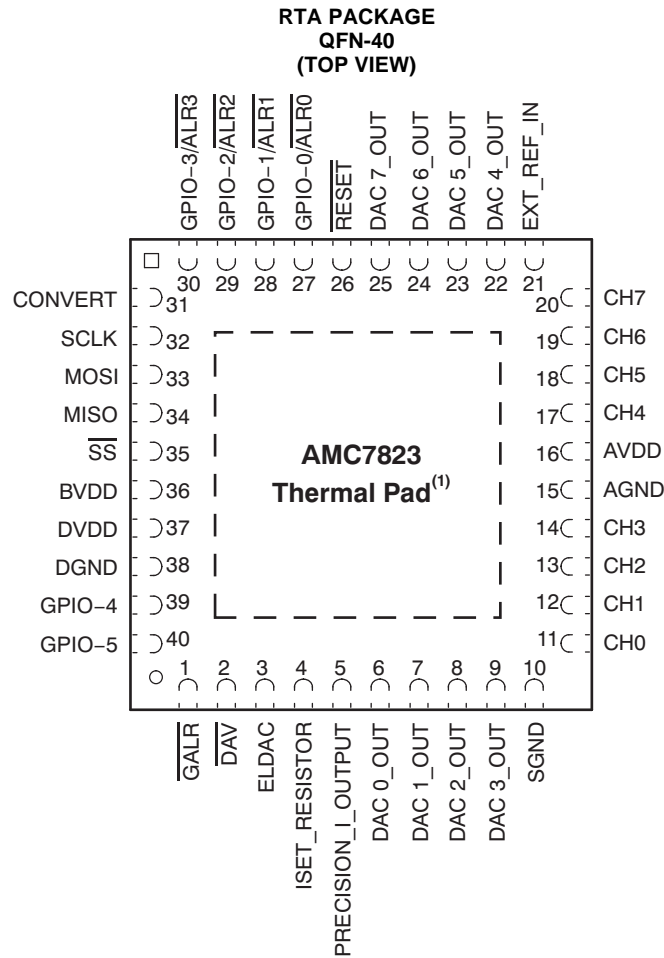 RTA PACKAGE
QFN-40
(TOP VIEW)
GPIO−3/ALR3
GPIO−2/ALR2
GPIO−1/ALR1
GPIO−0/ALR0
RESET
DAC 7_OUT
DAC 6_OUT
DAC 5_OUT
DAC 4_OUT
EXT_REF_IN
30 29 28 27 26 25 24 23 22 21
CONVERT 31
SCLK 32
MOSI 33
MISO 34
SS 35
BVDD 36
DVDD 37
DGND 38
GPIO−4 39
GPIO−5 40
AMC7823
Thermal Pad(1)
20 CH7
19 CH6
18 CH5
17 CH4
16 AVDD
15 AGND
14 CH3
13 CH2
12 CH1
11 CH0
1 2 3 4 5 6 7 8 9 10
GALR
DAV
ELDAC
ISET_RESISTOR
PRECISION_I_OUTPUT
DAC 0_OUT
DAC 1_OUT
DAC 2_OUT
DAC 3_OUT
SGND